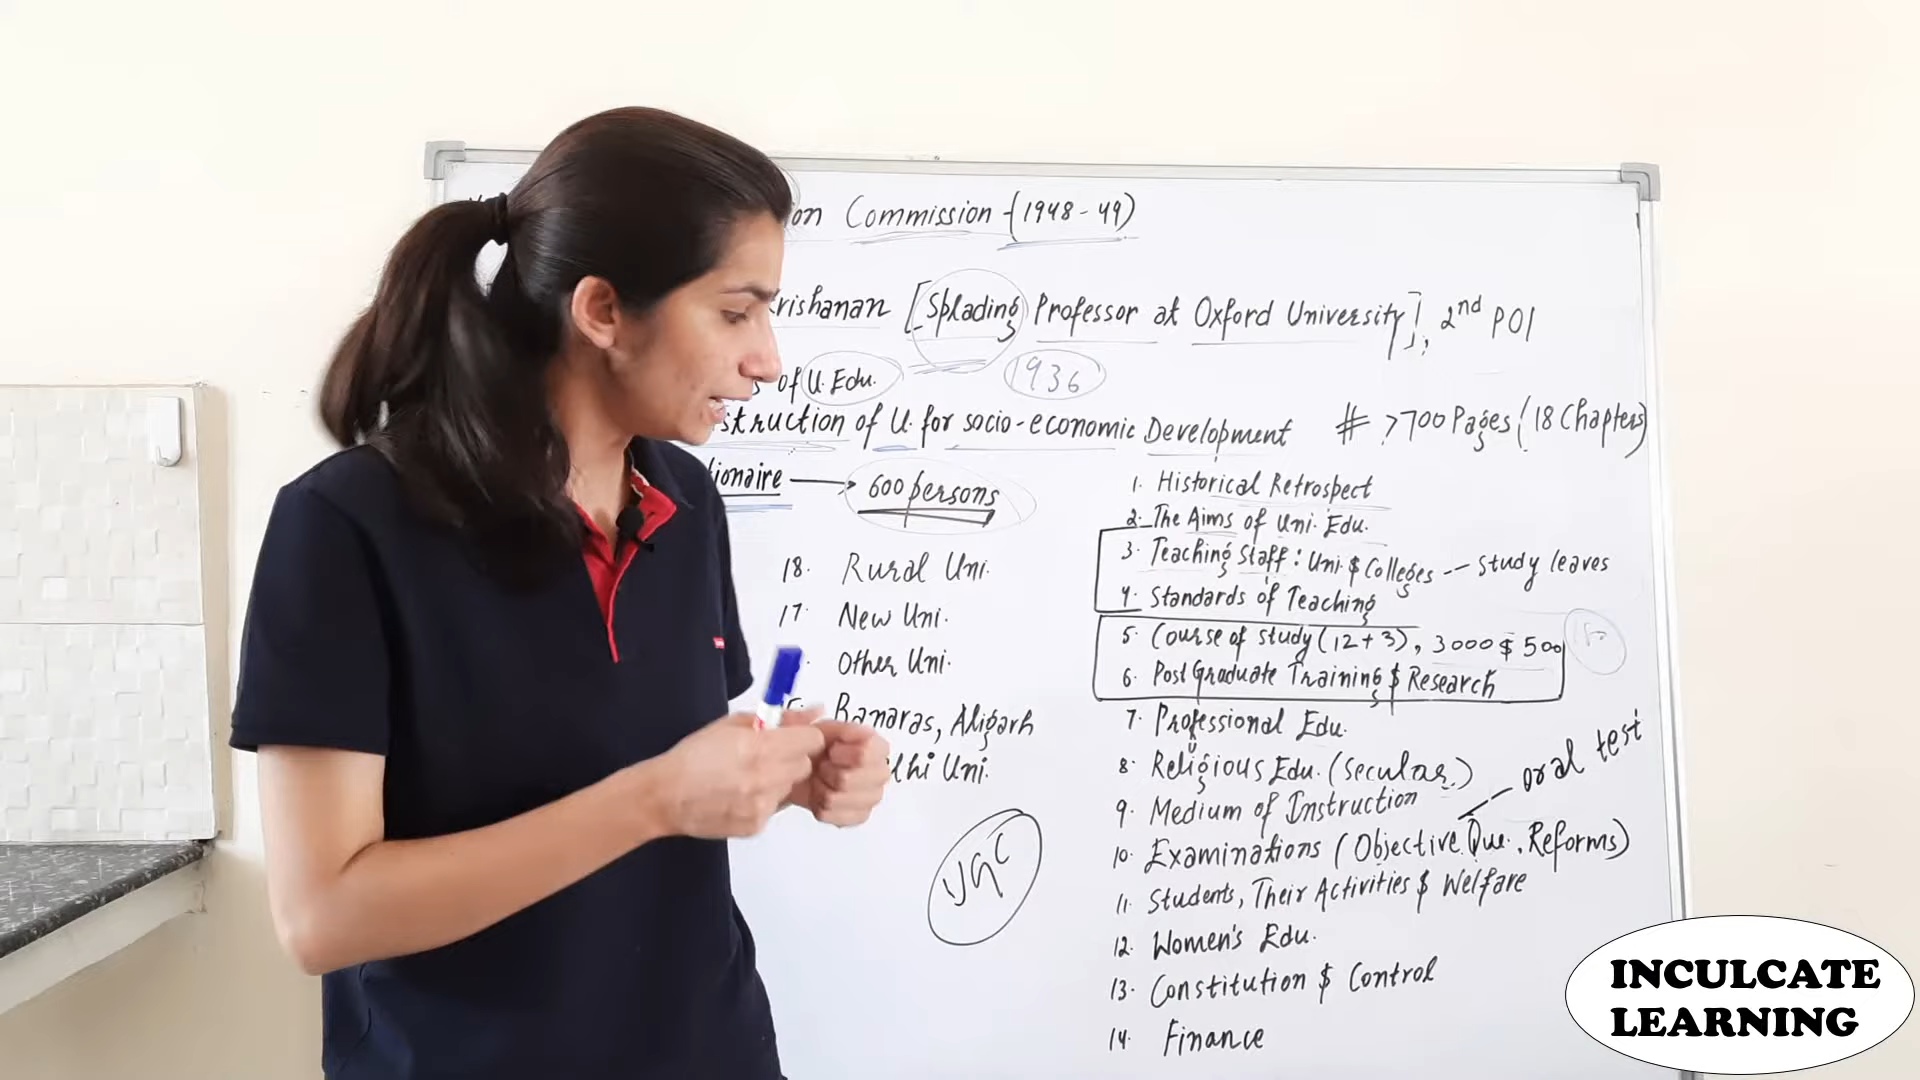 on Commission - (1948 - 49)
krishanan [Splading Professor at Oxford University], 2nd POI
of U. Edu. 1936
struction of U. for socio-economic Development # >700 Pages (18 Chapters)
tionaire → 600 persons
1. Historical Retrospect
2. The Aims of Uni. Edu.
3. Teaching Staff : Uni. $ Colleges -- study leaves
4. Standards of Teaching
5. Course of study (12 + 3), 3000 $ 500
6. Post Graduate Training $ Research
7. Professional Edu.
8. Religious Edu. (Secular.)
9. Medium of Instruction
oral test
10. Examinations (Objective Que., Reforms)
11. Students, Their Activities $ Welfare
12. Women's Edu.
13. Constitution $ Control
14. Finance
18. Rural Uni.
17. New Uni.
Other Uni.
Banaras, Aligarh
lhi Uni.
UGC
INCULCATE
LEARNING